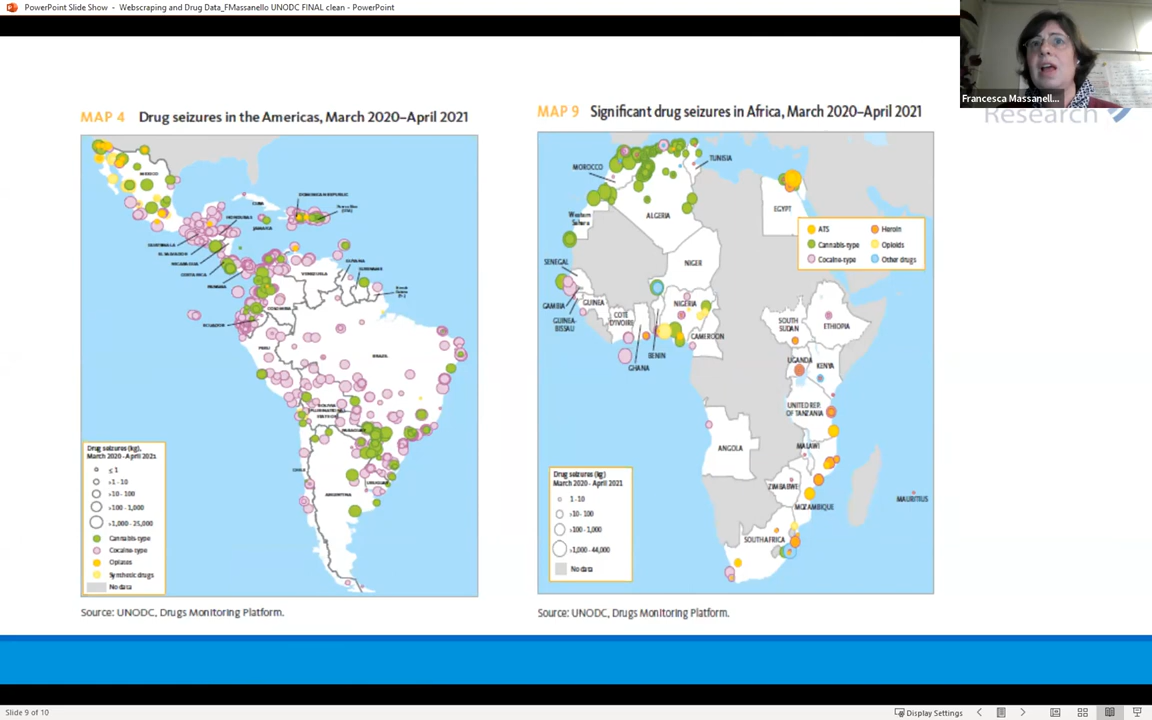 PowerPoint Slide Show - Webscraping and Drug Data_FMassanello UNODC FINAL clean - PowerPoint
Francesca Massanell...
Research
MAP 4 Drug seizures in the Americas, March 2020–April 2021
MEXICO
CUBA
DOMINICAN REPUBLIC
HONDURAS
JAMAICA
GUATEMALA
EL SALVADOR
NICARAGUA
COSTA RICA
PANAMA
VENEZUELA
GUYANA
SURINAME
COLOMBIA
ECUADOR
PERU
BRAZIL
PARAGUAY
CHILE
URUGUAY
ARGENTINA
Drug seizures (kg),
March 2020 - April 2021
≤ 1
>1 - 10
>10 - 100
>100 - 1,000
>1,000 - 25,000
Cannabis-type
Cocaine-type
Opiates
Synthetic drugs
No data
Source: UNODC, Drugs Monitoring Platform.
MAP 9 Significant drug seizures in Africa, March 2020–April 2021
MOROCCO
TUNISIA
ALGERIA
EGYPT
Western
Sahara
NIGER
SENEGAL
GAMBIA
GUINEA
GUINEA-
BISSAU
COTE
D'IVOIRE
GHANA
BENIN
NIGERIA
CAMEROON
SOUTH
SUDAN
ETHIOPIA
UGANDA
KENYA
UNITED REP.
OF TANZANIA
ANGOLA
MALAWI
ZIMBABWE
MOZAMBIQUE
MAURITIUS
SOUTH AFRICA
ATS
Heroin
Cannabis-type
Opioids
Cocaine-type
Other drugs
Drug seizures (kg)
March 2020 - April 2021
1 - 10
>10 - 100
>100 - 1,000
>1,000 - 44,000
No data
Source: UNODC, Drugs Monitoring Platform.
Slide 9 of 10
Display Settings